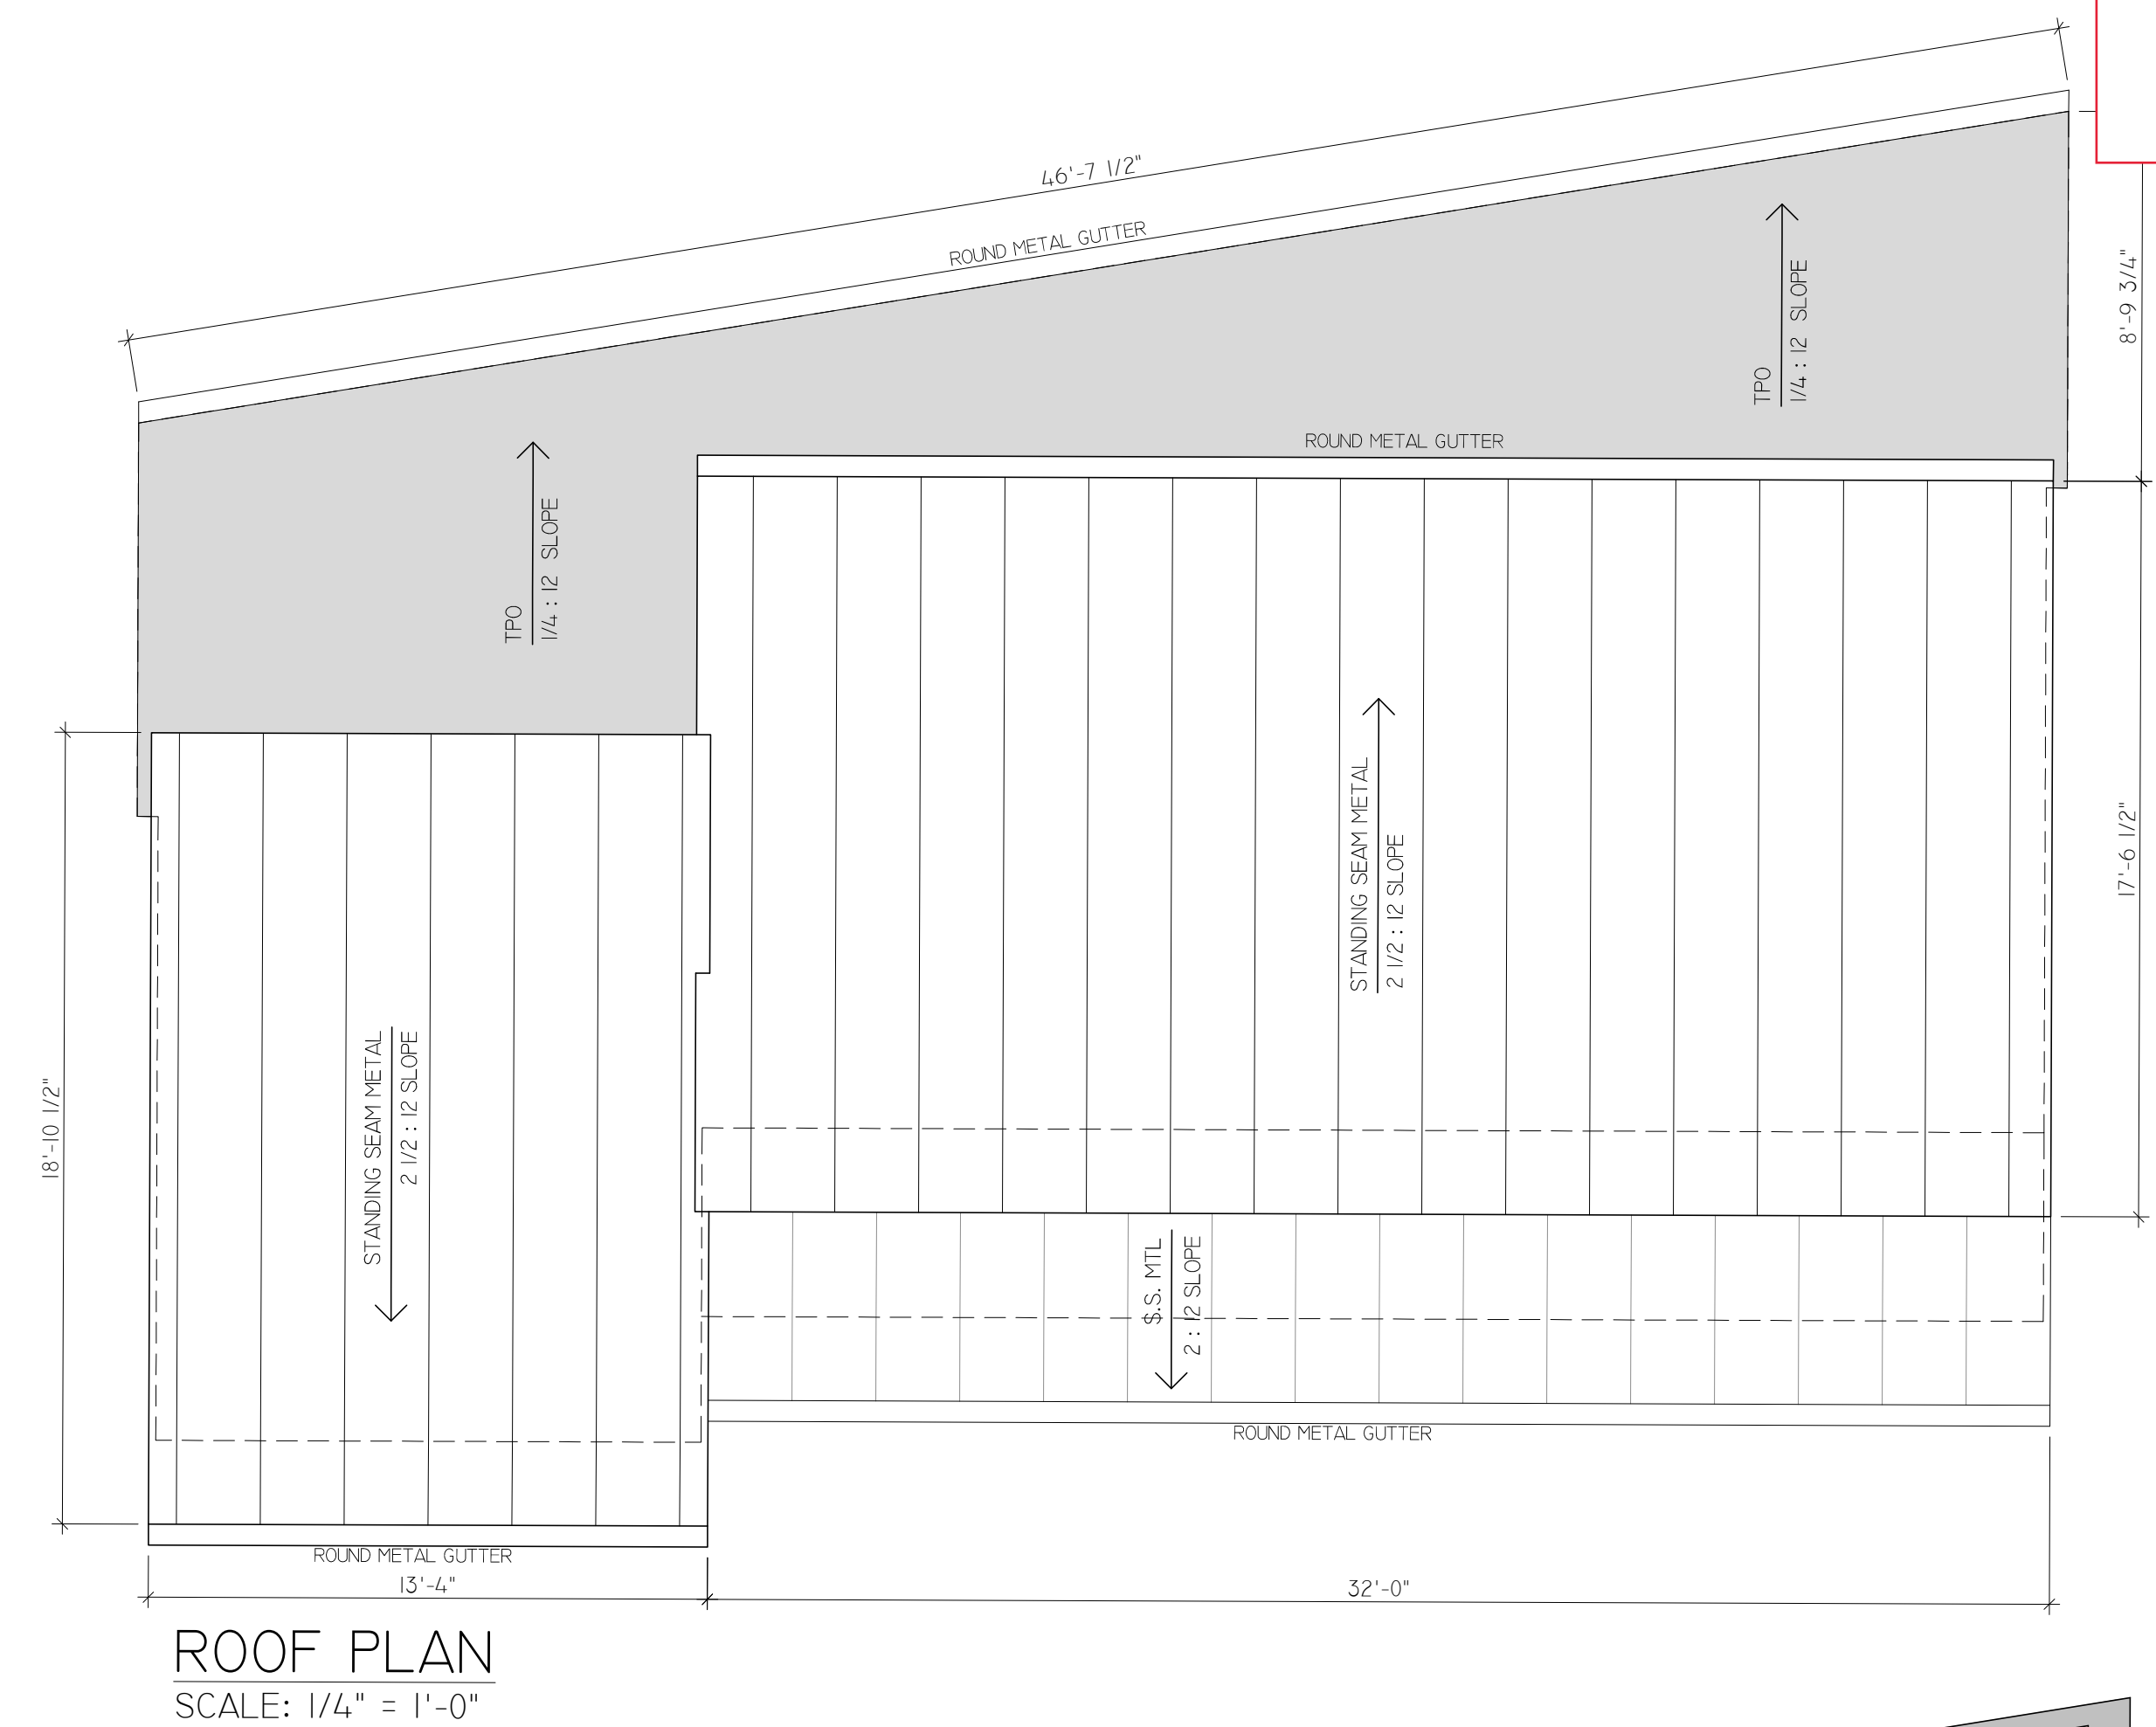 46'-7 1/2"
ROUND METAL GUTTER
TPO
1/4 : 12 SLOPE
8'-9 3/4"
ROUND METAL GUTTER
TPO
1/4 : 12 SLOPE
STANDING SEAM METAL
2 1/2 : 12 SLOPE
17'-6 1/2"
18'-10 1/2"
STANDING SEAM METAL
2 1/2 : 12 SLOPE
S.S. MTL
2 : 12 SLOPE
ROUND METAL GUTTER
ROUND METAL GUTTER
13'-4"
32'-0"
ROOF PLAN
SCALE: 1/4" = 1'-0"